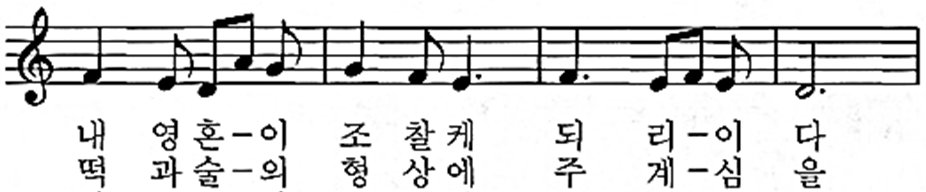 내 영혼-이 조찰케 되 리-이 다
떡 과술-의 형상에 주 계-심 을